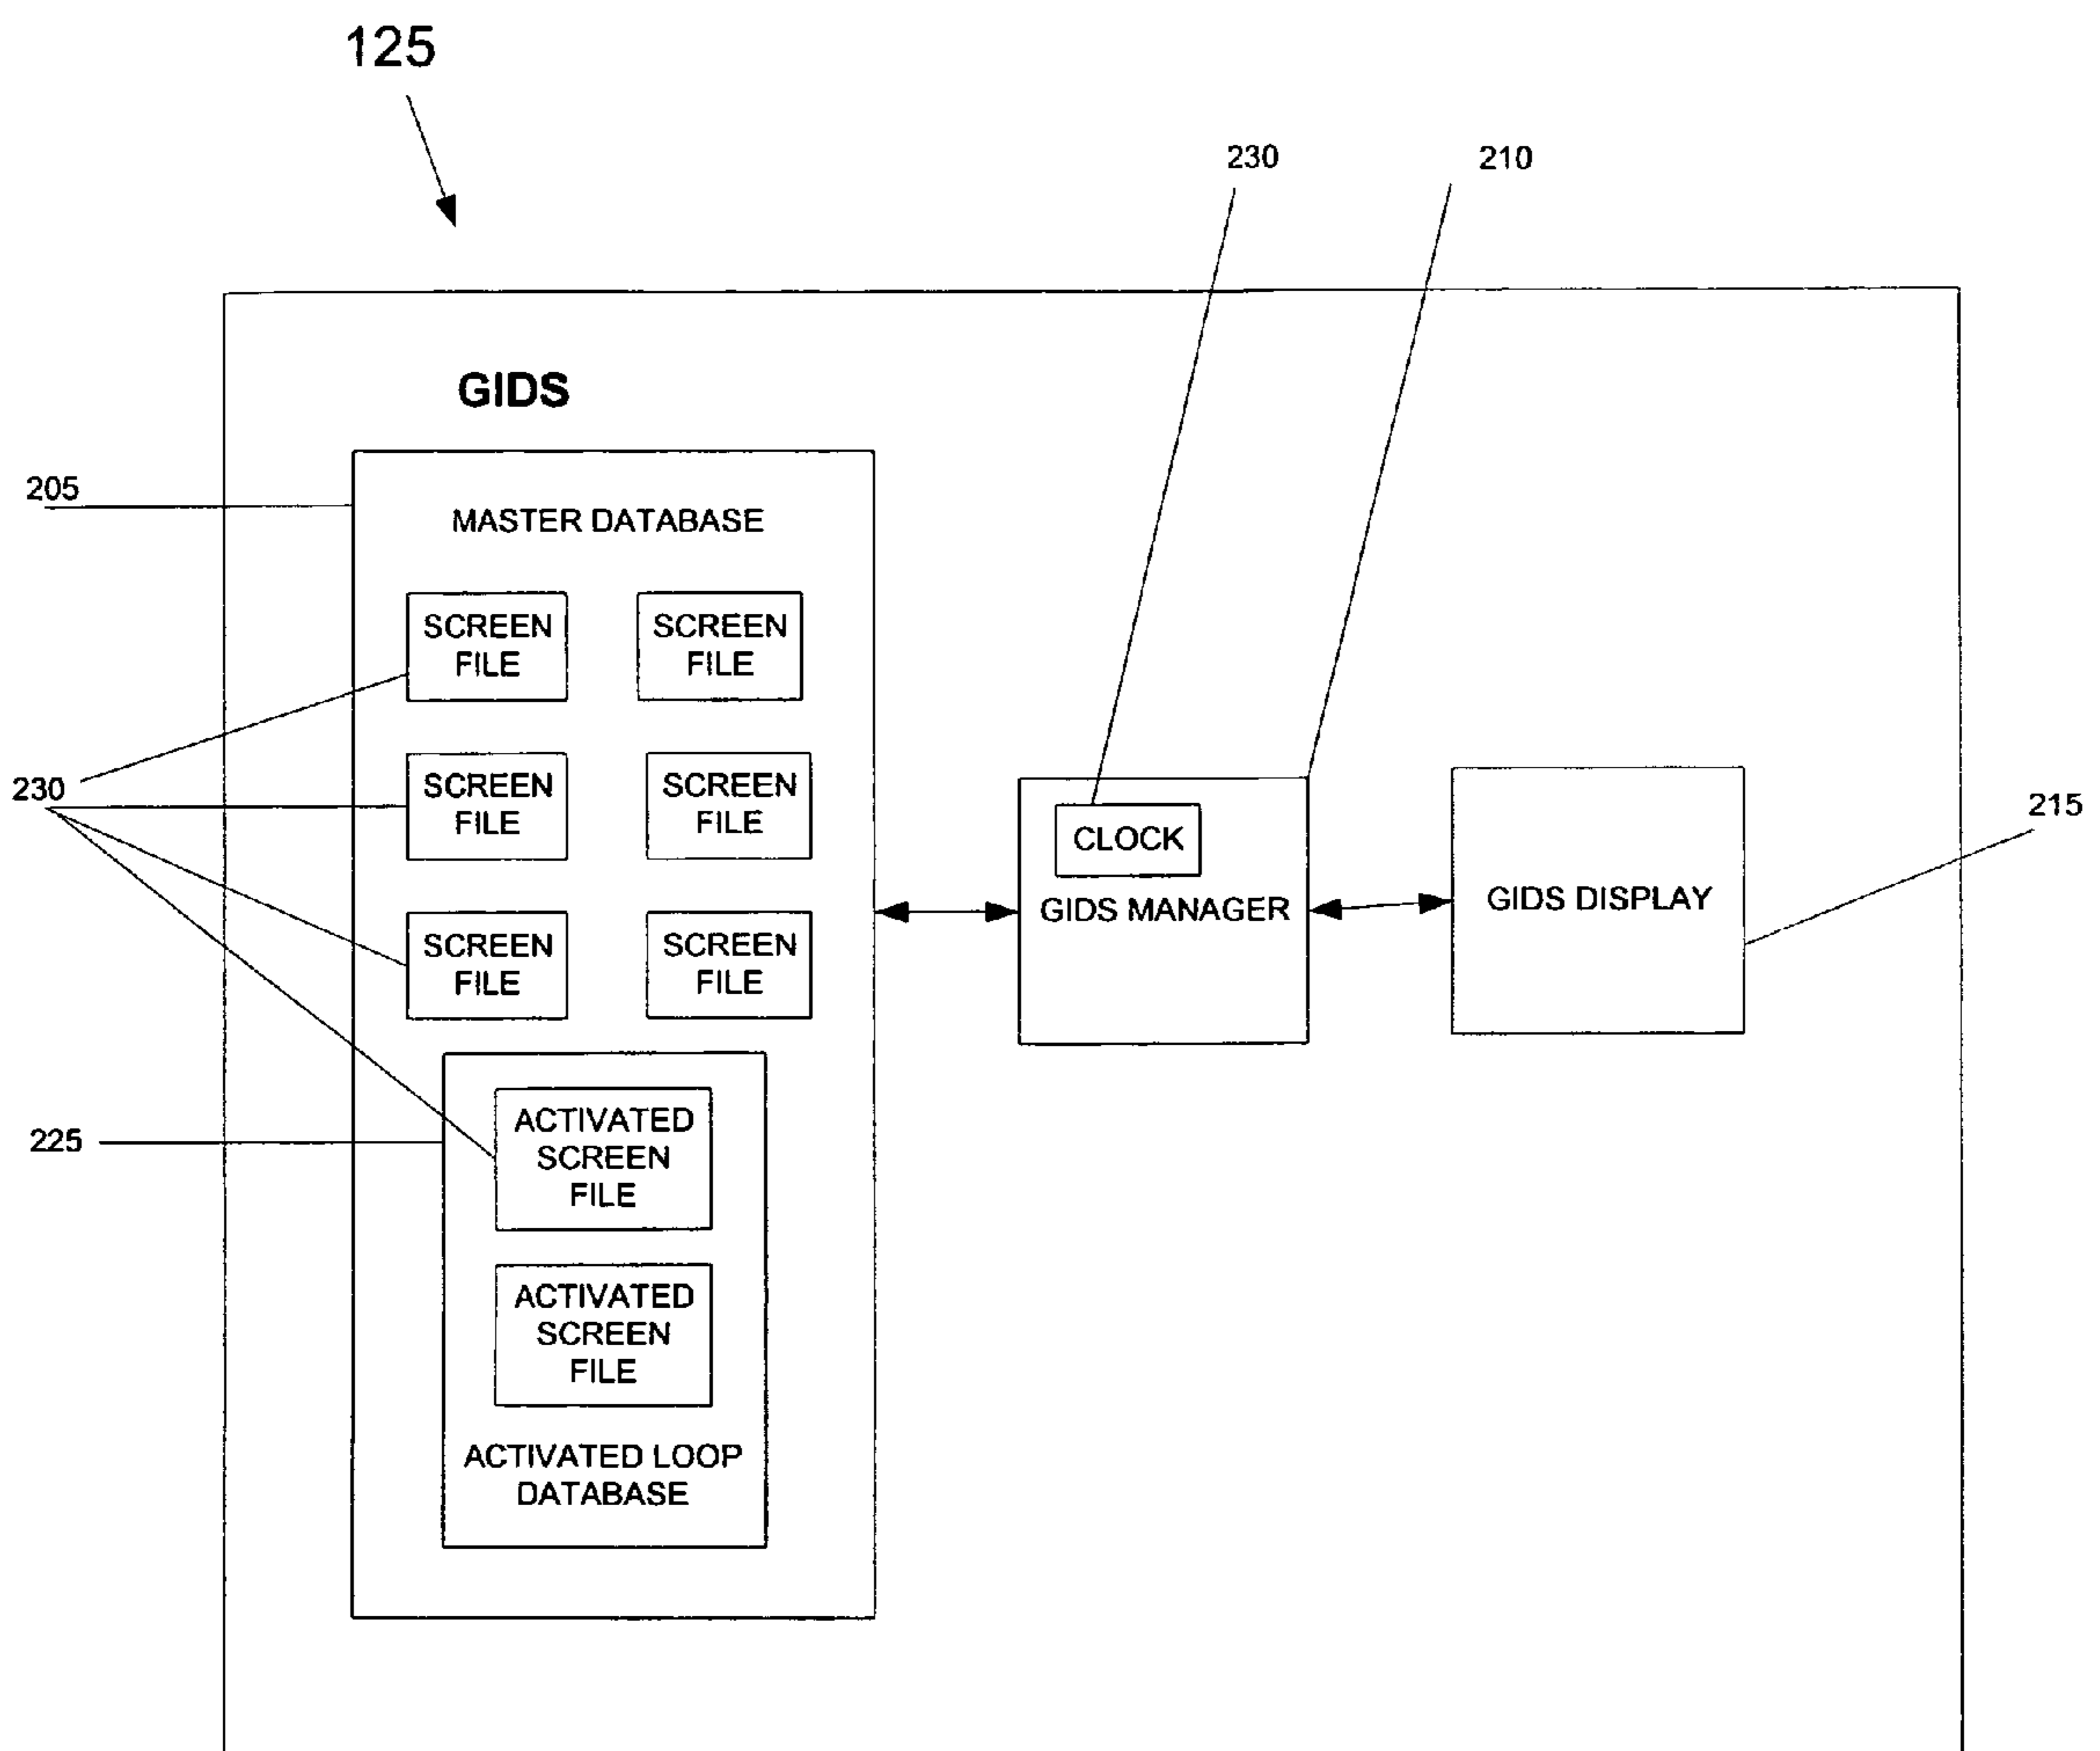 125
230
210
GIDS
205
MASTER DATABASE
SCREEN
FILE
SCREEN
FILE
230
SCREEN
FILE
SCREEN
FILE
CLOCK
215
GIDS MANAGER
GIDS DISPLAY
SCREEN
FILE
SCREEN
FILE
225
ACTIVATED
SCREEN
FILE
ACTIVATED
SCREEN
FILE
ACTIVATED LOOP
DATABASE